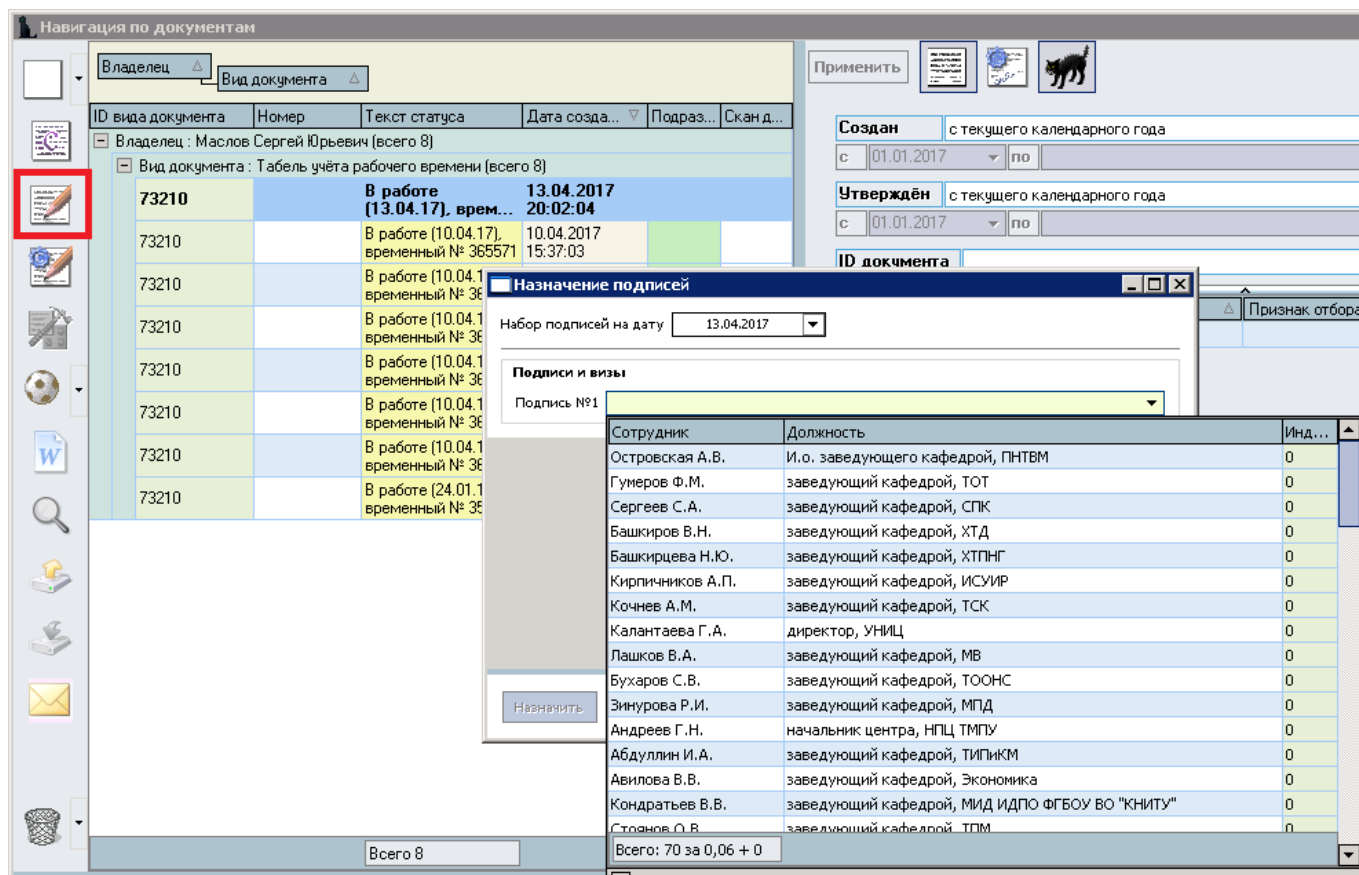 Навигация по документам
Владелец
Вид документа
ID вида документа Номер Текст статуса Дата созда... Подраз... Скан д...
Владелец : Маслов Сергей Юрьевич (всего 8)
Вид документа : Табель учёта рабочего времени (всего 8)
73210 В работе 13.04.2017
(13.04.17), врем... 20:02:04
73210 В работе (10.04.17), 10.04.2017
временный № 365571 15:37:03
73210 В работе (10.04.1
временный № 36
73210 В работе (10.04.1
временный № 36
73210 В работе (10.04.1
временный № 36
73210 В работе (10.04.1
временный № 36
73210 В работе (10.04.1
временный № 36
73210 В работе (24.01.1
временный № 35
Всего 8
Применить
Создан с текущего календарного года
с 01.01.2017 по
Утверждён с текущего календарного года
с 01.01.2017 по
ID документа
Признак отбора
Назначение подписей
Набор подписей на дату 13.04.2017
Подписи и визы
Подпись №1
Сотрудник Должность Инд...
Островская А.В. И.о. заведующего кафедрой, ПНТВМ 0
Гумеров Ф.М. заведующий кафедрой, ТОТ 0
Сергеев С.А. заведующий кафедрой, СПК 0
Башкиров В.Н. заведующий кафедрой, ХТД 0
Башкирцева Н.Ю. заведующий кафедрой, ХТПНГ 0
Кирпичников А.П. заведующий кафедрой, ИСУИР 0
Кочнев А.М. заведующий кафедрой, ТСК 0
Калантаева Г.А. директор, УНИЦ 0
Лашков В.А. заведующий кафедрой, МВ 0
Бухаров С.В. заведующий кафедрой, ТООНС 0
Зинурова Р.И. заведующий кафедрой, МПД 0
Андреев Г.Н. начальник центра, НПЦ ТМПУ 0
Абдуллин И.А. заведующий кафедрой, ТИПиКМ 0
Авилова В.В. заведующий кафедрой, Экономика 0
Кондратьев В.В. заведующий кафедрой, МИД ИДПО ФГБОУ ВО "КНИТУ" 0
Стоянов О.В. заведующий кафедрой, ТПМ 0
Всего: 70 за 0,06 + 0
Назначить